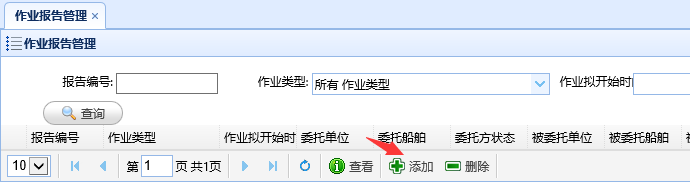 作业报告管理 ×
作业报告管理
报告编号: 作业类型: 所有 作业类型 作业拟开始时
查询
报告编号 作业类型 作业拟开始时 委托单位 委托船舶 委托方状态 被委托单位 被委托船舶
10 第 1 页 共1页 查看 添加 删除